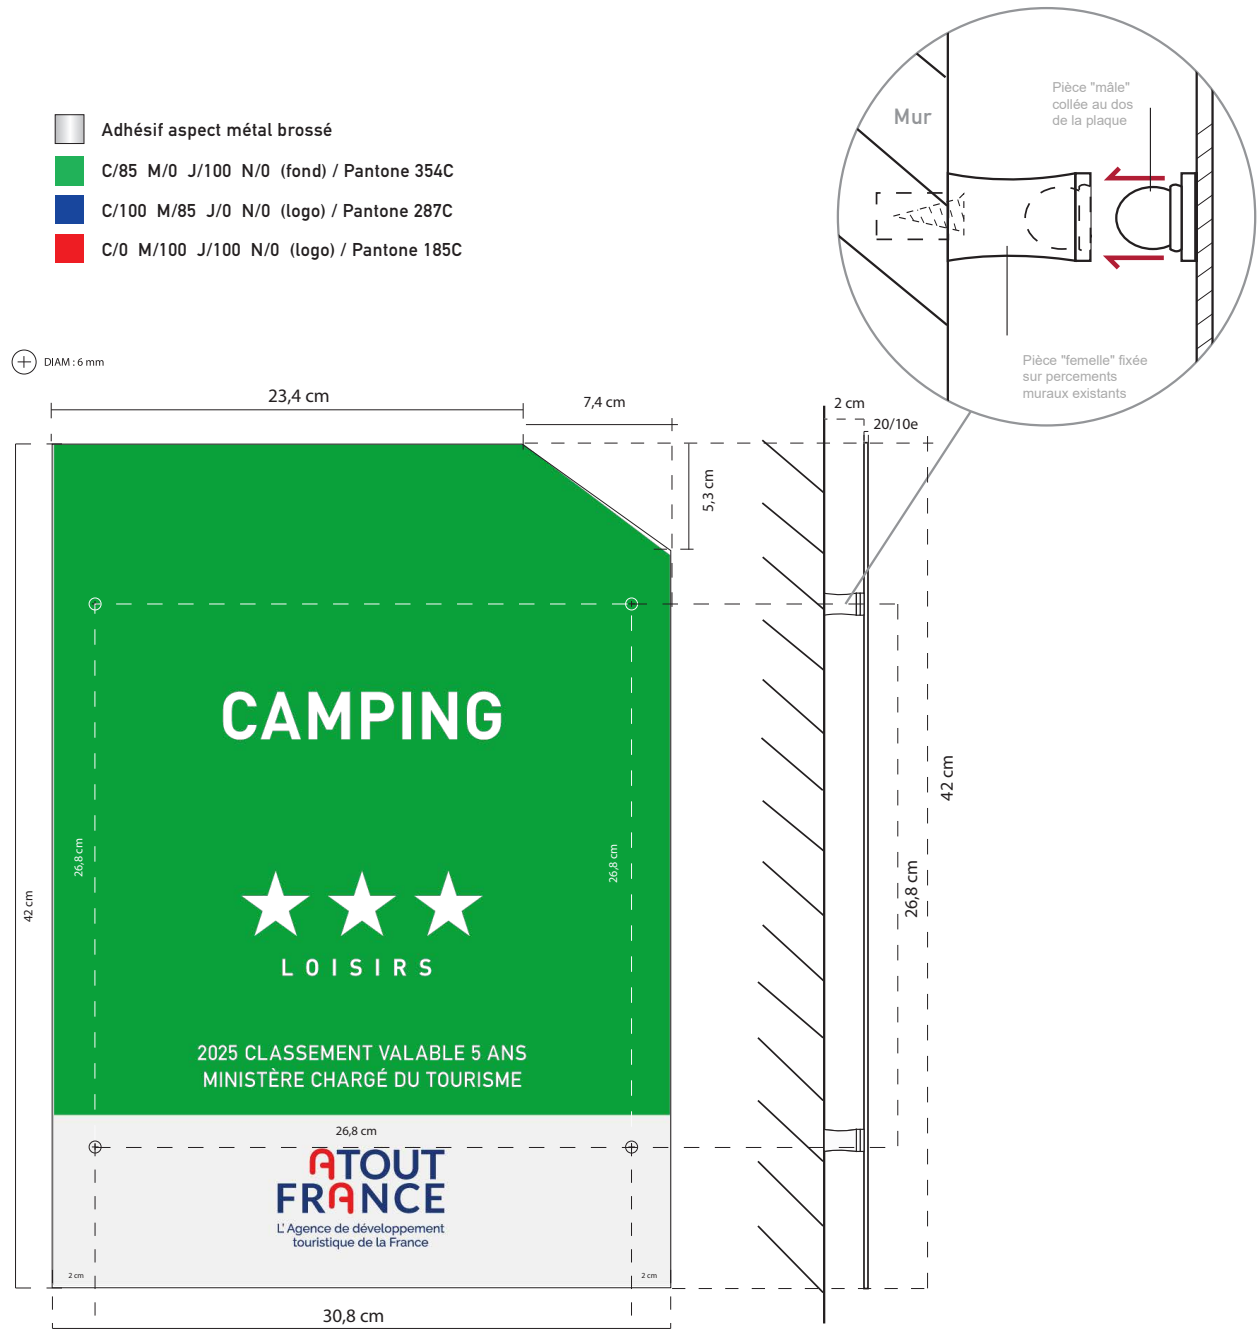 Adhésif aspect métal brossé
C/85 M/0 J/100 N/0 (fond) / Pantone 354C
C/100 M/85 J/0 N/0 (logo) / Pantone 287C
C/0 M/100 J/100 N/0 (logo) / Pantone 185C
Mur
Pièce "mâle"
collée au dos
de la plaque
Pièce "femelle" fixée
sur percements
muraux existants
DIAM : 6 mm
23,4 cm
7,4 cm
2 cm
20/10e
5,3 cm
CAMPING
42 cm
26,8 cm
26,8 cm
26,8 cm
42 cm
LOISIRS
2025 CLASSEMENT VALABLE 5 ANS
MINISTÈRE CHARGÉ DU TOURISME
26,8 cm
ATOUT
FRANCE
L'Agence de développement
touristique de la France
2 cm
2 cm
30,8 cm